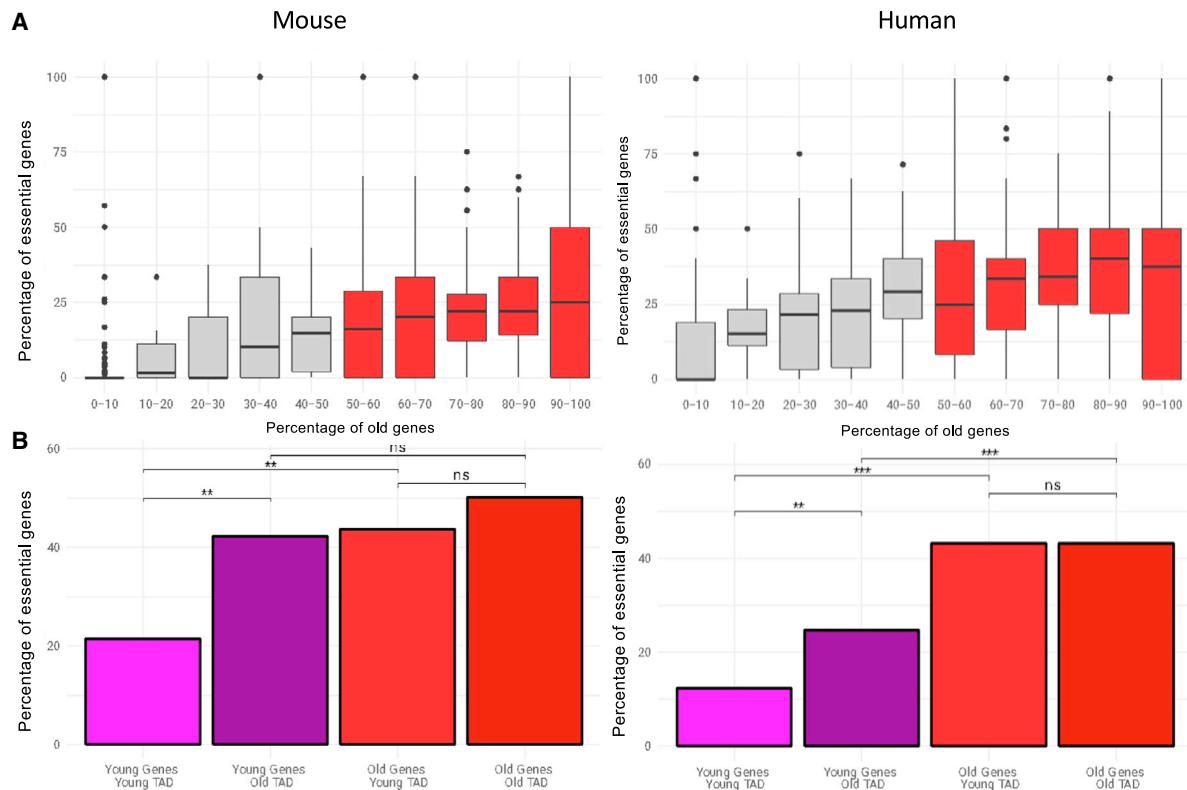 A
Mouse
Human
Percentage of essential genes
100
75
50
25
0
0-10 10-20 20-30 30-40 40-50 50-60 60-70 70-80 80-90 90-100
Percentage of old genes
Percentage of essential genes
100
75
50
25
0
0-10 10-20 20-30 30-40 40-50 50-60 60-70 70-80 80-90 90-100
Percentage of old genes
B
Percentage of essential genes
60
40
20
0
ns
**
ns
**
Young Genes Young Genes Old Genes Old Genes
Young TAD Old TAD Young TAD Old TAD
Percentage of essential genes
60
40
20
0
***
***
ns
**
Young Genes Young Genes Old Genes Old Genes
Young TAD Old TAD Young TAD Old TAD